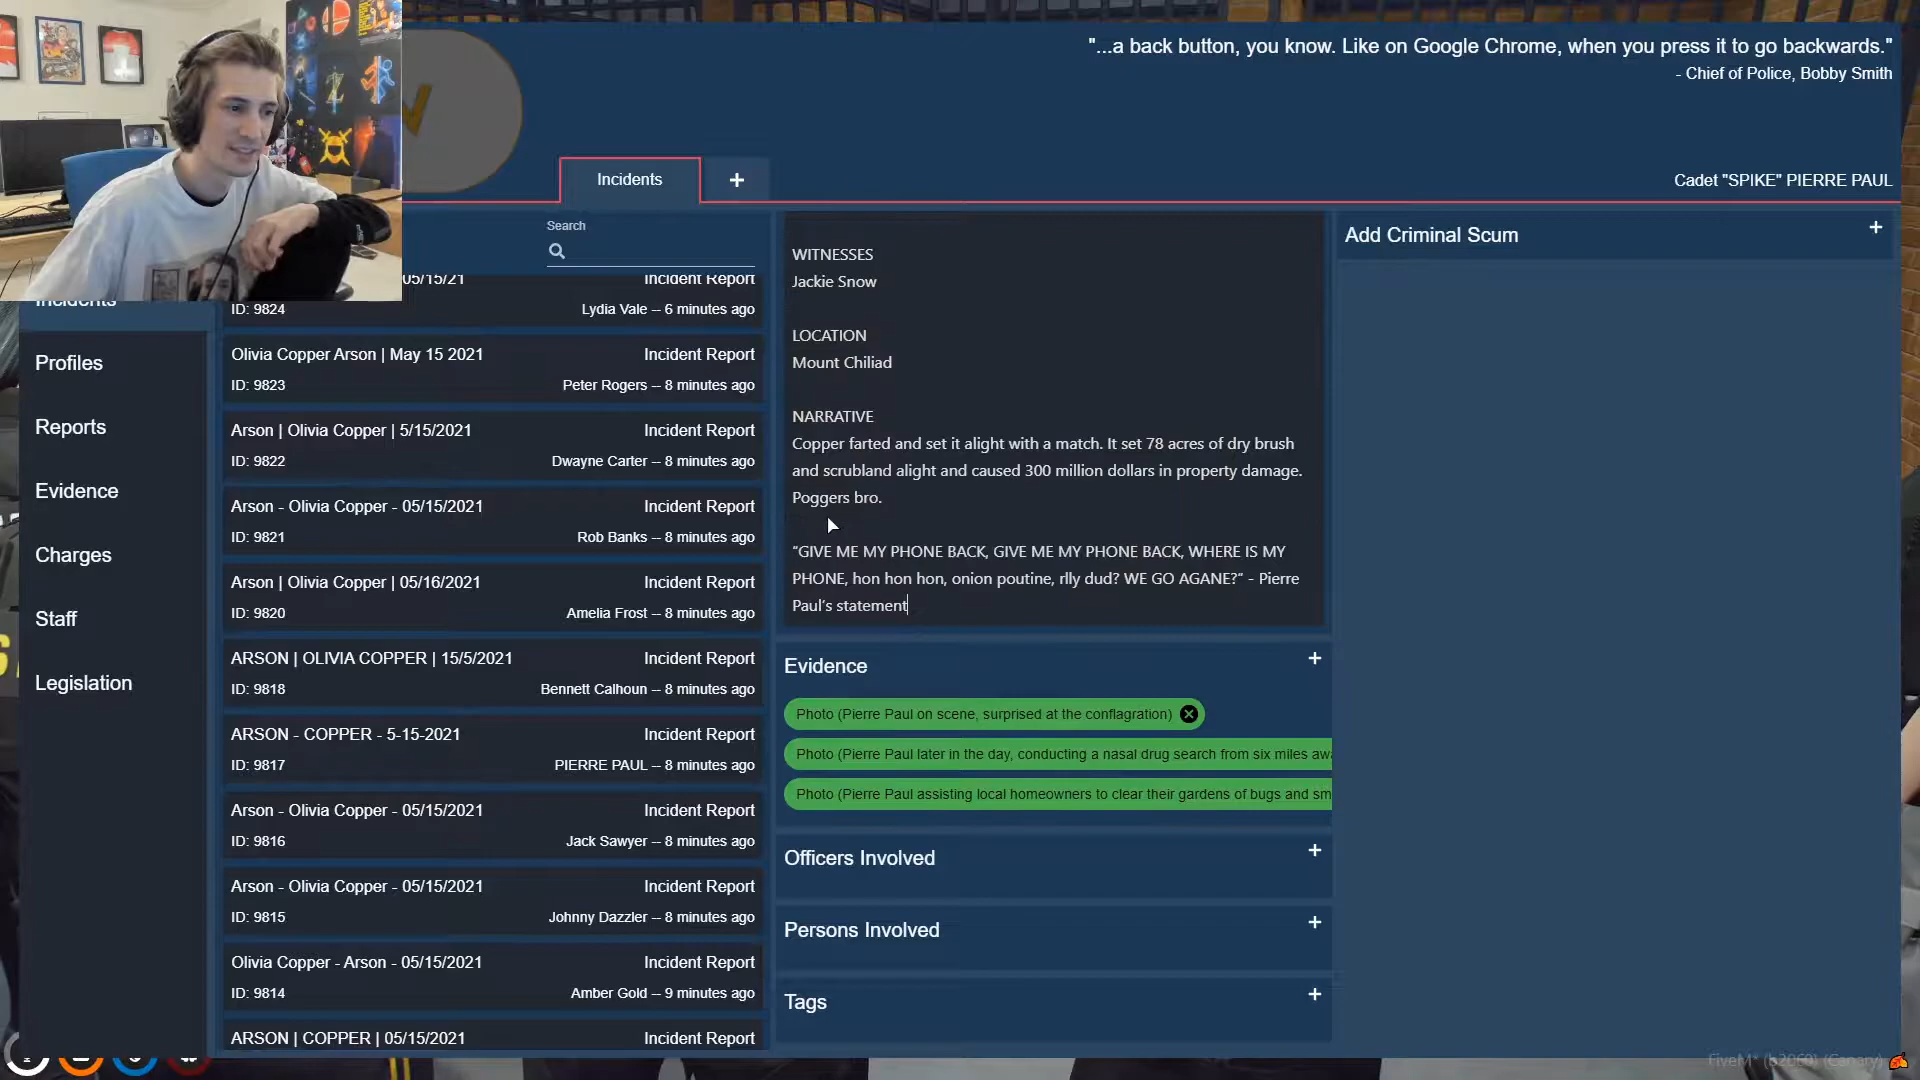 "...a back button, you know. Like on Google Chrome, when you press it to go backwards."
- Chief of Police, Bobby Smith
Incidents
+
Cadet "SPIKE" PIERRE PAUL
Search
Incidents
Profiles
Reports
Evidence
Charges
Staff
Legislation
05/15/21 Incident Report
ID: 9824 Lydia Vale -- 6 minutes ago
Olivia Copper Arson | May 15 2021 Incident Report
ID: 9823 Peter Rogers -- 8 minutes ago
Arson | Olivia Copper | 5/15/2021 Incident Report
ID: 9822 Dwayne Carter -- 8 minutes ago
Arson - Olivia Copper - 05/15/2021 Incident Report
ID: 9821 Rob Banks -- 8 minutes ago
Arson | Olivia Copper | 05/16/2021 Incident Report
ID: 9820 Amelia Frost -- 8 minutes ago
ARSON | OLIVIA COPPER | 15/5/2021 Incident Report
ID: 9818 Bennett Calhoun -- 8 minutes ago
ARSON - COPPER - 5-15-2021 Incident Report
ID: 9817 PIERRE PAUL -- 8 minutes ago
Arson - Olivia Copper - 05/15/2021 Incident Report
ID: 9816 Jack Sawyer -- 8 minutes ago
Arson - Olivia Copper - 05/15/2021 Incident Report
ID: 9815 Johnny Dazzler -- 8 minutes ago
Olivia Copper - Arson - 05/15/2021 Incident Report
ID: 9814 Amber Gold -- 9 minutes ago
ARSON | COPPER | 05/15/2021 Incident Report
WITNESSES
Jackie Snow
LOCATION
Mount Chiliad
NARRATIVE
Copper farted and set it alight with a match. It set 78 acres of dry brush
and scrubland alight and caused 300 million dollars in property damage.
Poggers bro.
"GIVE ME MY PHONE BACK, GIVE ME MY PHONE BACK, WHERE IS MY
PHONE, hon hon hon, onion poutine, rlly dud? WE GO AGANE?" - Pierre
Paul's statement
Evidence +
Photo (Pierre Paul on scene, surprised at the conflagration)
Photo (Pierre Paul later in the day, conducting a nasal drug search from six miles awa
Photo (Pierre Paul assisting local homeowners to clear their gardens of bugs and sm
Officers Involved +
Persons Involved +
Tags +
Add Criminal Scum +
FiveM* (b2060) (Canary)